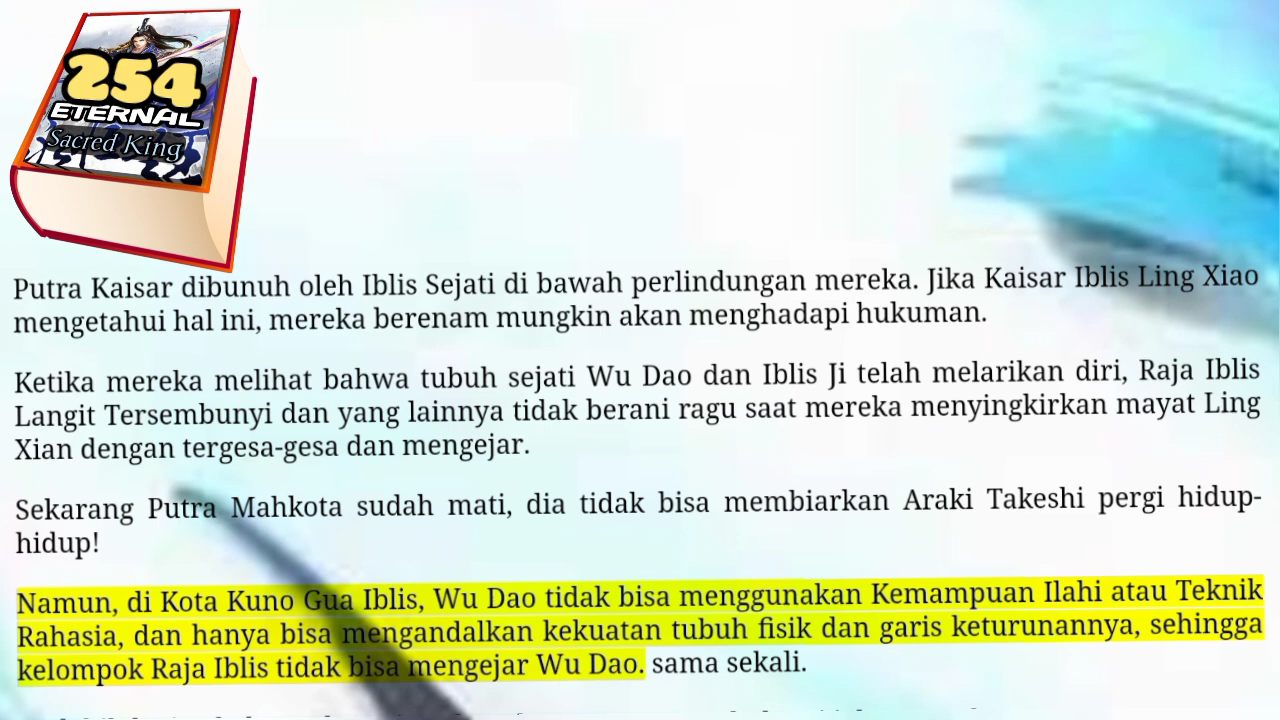 254
ETERNAL
Sacred King
Putra Kaisar dibunuh oleh Iblis Sejati di bawah perlindungan mereka. Jika Kaisar Iblis Ling Xiao
mengetahui hal ini, mereka berenam mungkin akan menghadapi hukuman.
Ketika mereka melihat bahwa tubuh sejati Wu Dao dan Iblis Ji telah melarikan diri, Raja Iblis
Langit Tersembunyi dan yang lainnya tidak berani ragu saat mereka menyingkirkan mayat Ling
Xian dengan tergesa-gesa dan mengejar.
Sekarang Putra Mahkota sudah mati, dia tidak bisa membiarkan Araki Takeshi pergi hidup-
hidup!
Namun, di Kota Kuno Gua Iblis, Wu Dao tidak bisa menggunakan Kemampuan Ilahi atau Teknik
Rahasia, dan hanya bisa mengandalkan kekuatan tubuh fisik dan garis keturunannya, sehingga
kelompok Raja Iblis tidak bisa mengejar Wu Dao. sama sekali.